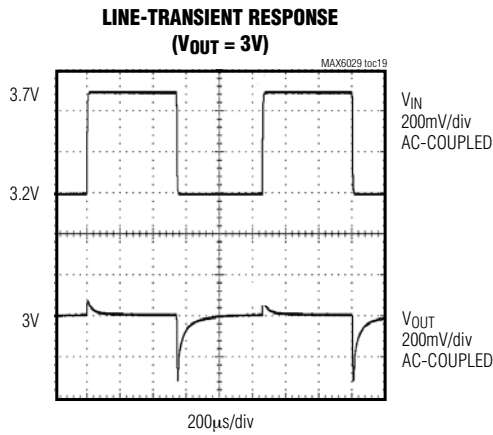 LINE-TRANSIENT RESPONSE
(VOUT = 3V)
MAX6029 toc19
3.7V
VIN
200mV/div
AC-COUPLED
3.2V
3V
VOUT
200mV/div
AC-COUPLED
200μs/div